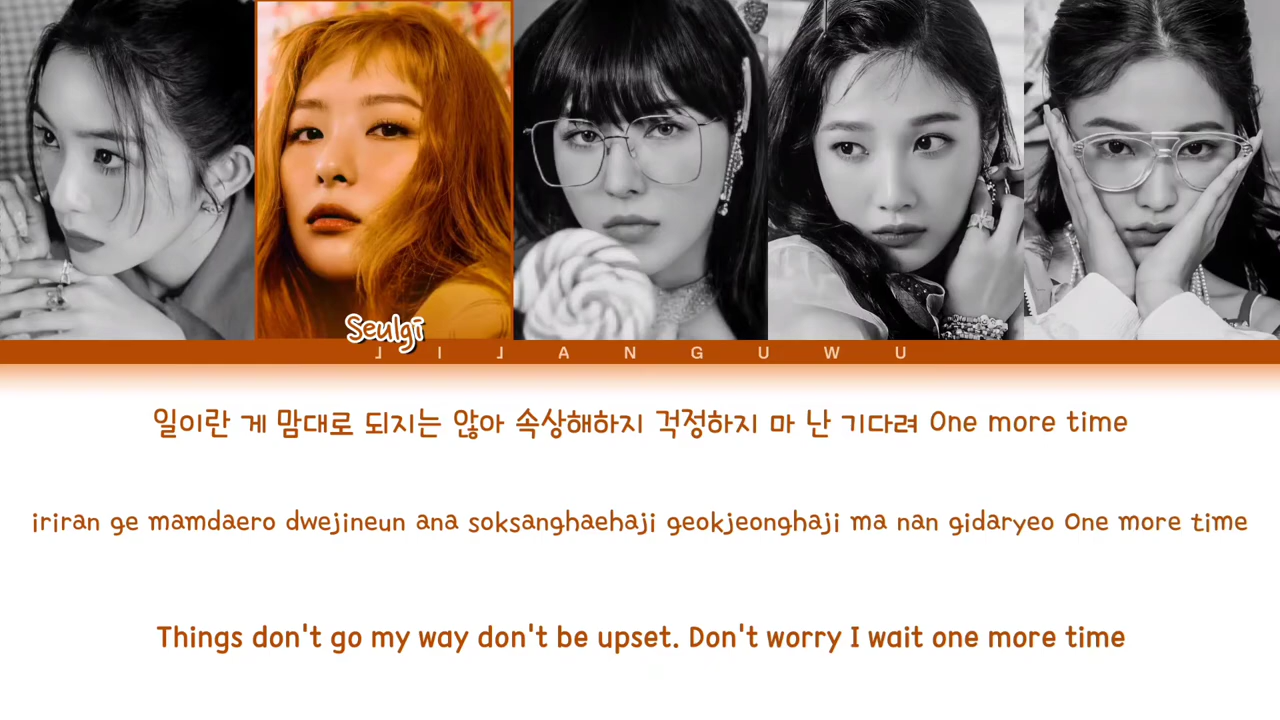 Seulgi
JIJANGUWU
일이란 게 맘대로 되지는 않아 속상해하지 걱정하지 마 난 기다려 One more time
iriran ge mamdaero dwejineun ana soksanghaehaji geokjeonghaji ma nan gidaryeo One more time
Things don't go my way don't be upset. Don't worry I wait one more time